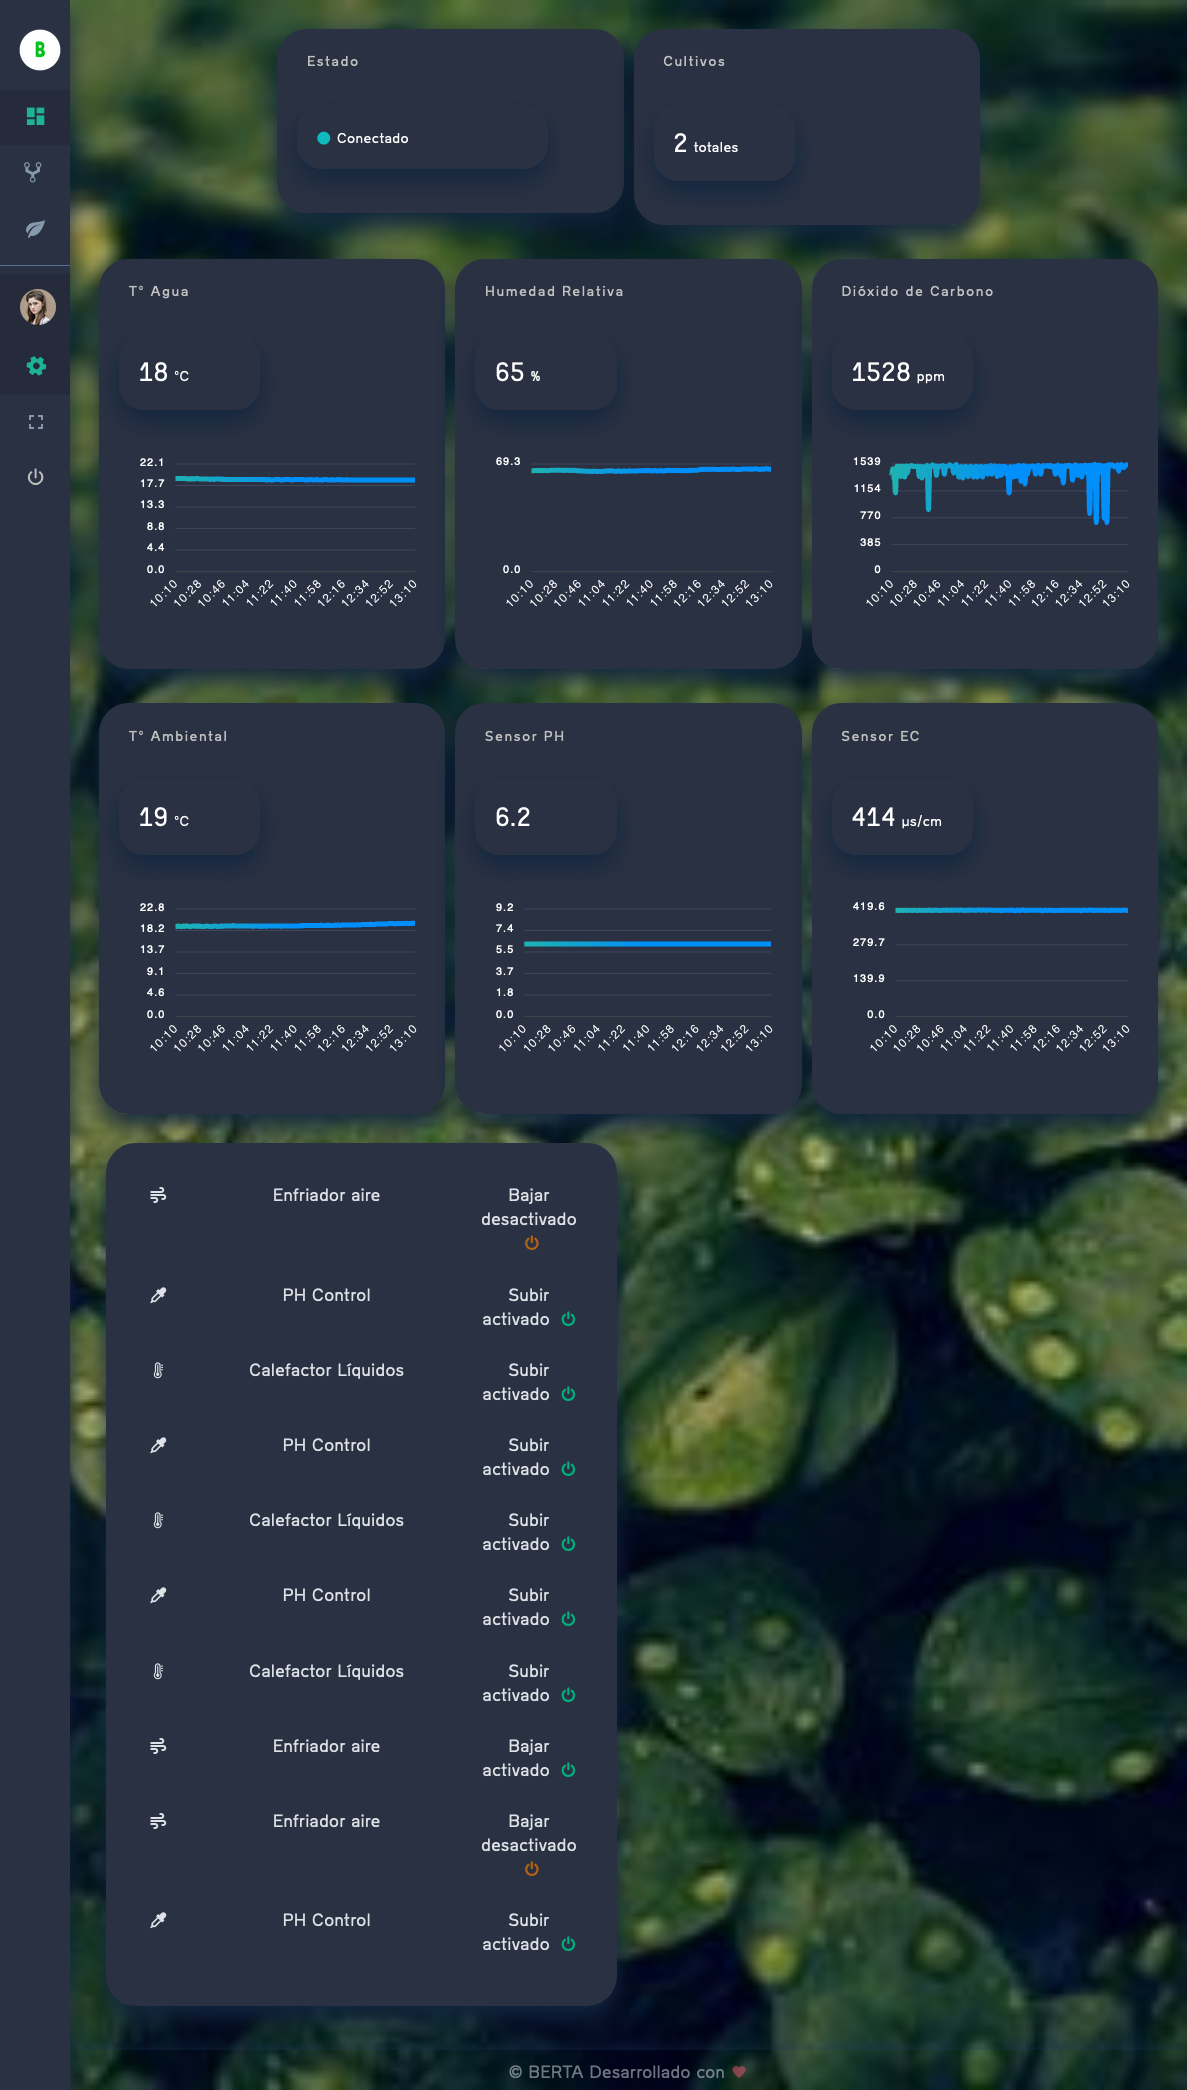 B
Estado
Conectado
Cultivos
2 totales
T° Agua
18 °C
22.1
17.7
13.3
8.8
4.4
0.0
10:10 10:28 10:46 11:04 11:22 11:40 11:58 12:16 12:34 12:52 13:10
Humedad Relativa
65 %
69.3
0.0
10:10 10:28 10:46 11:04 11:22 11:40 11:58 12:16 12:34 12:52 13:10
Dióxido de Carbono
1528 ppm
1539
1154
770
385
0
10:10 10:28 10:46 11:04 11:22 11:40 11:58 12:16 12:34 12:52 13:10
T° Ambiental
19 °C
22.8
18.2
13.7
9.1
4.6
0.0
10:10 10:28 10:46 11:04 11:22 11:40 11:58 12:16 12:34 12:52 13:10
Sensor PH
6.2
9.2
7.4
5.5
3.7
1.8
0.0
10:10 10:28 10:46 11:04 11:22 11:40 11:58 12:16 12:34 12:52 13:10
Sensor EC
414 µs/cm
419.6
279.7
139.9
0.0
10:10 10:28 10:46 11:04 11:22 11:40 11:58 12:16 12:34 12:52 13:10
Enfriador aire
Bajar
desactivado
PH Control
Subir
activado
Calefactor Líquidos
Subir
activado
PH Control
Subir
activado
Calefactor Líquidos
Subir
activado
PH Control
Subir
activado
Calefactor Líquidos
Subir
activado
Enfriador aire
Bajar
activado
Enfriador aire
Bajar
desactivado
PH Control
Subir
activado
© BERTA Desarrollado con ♥